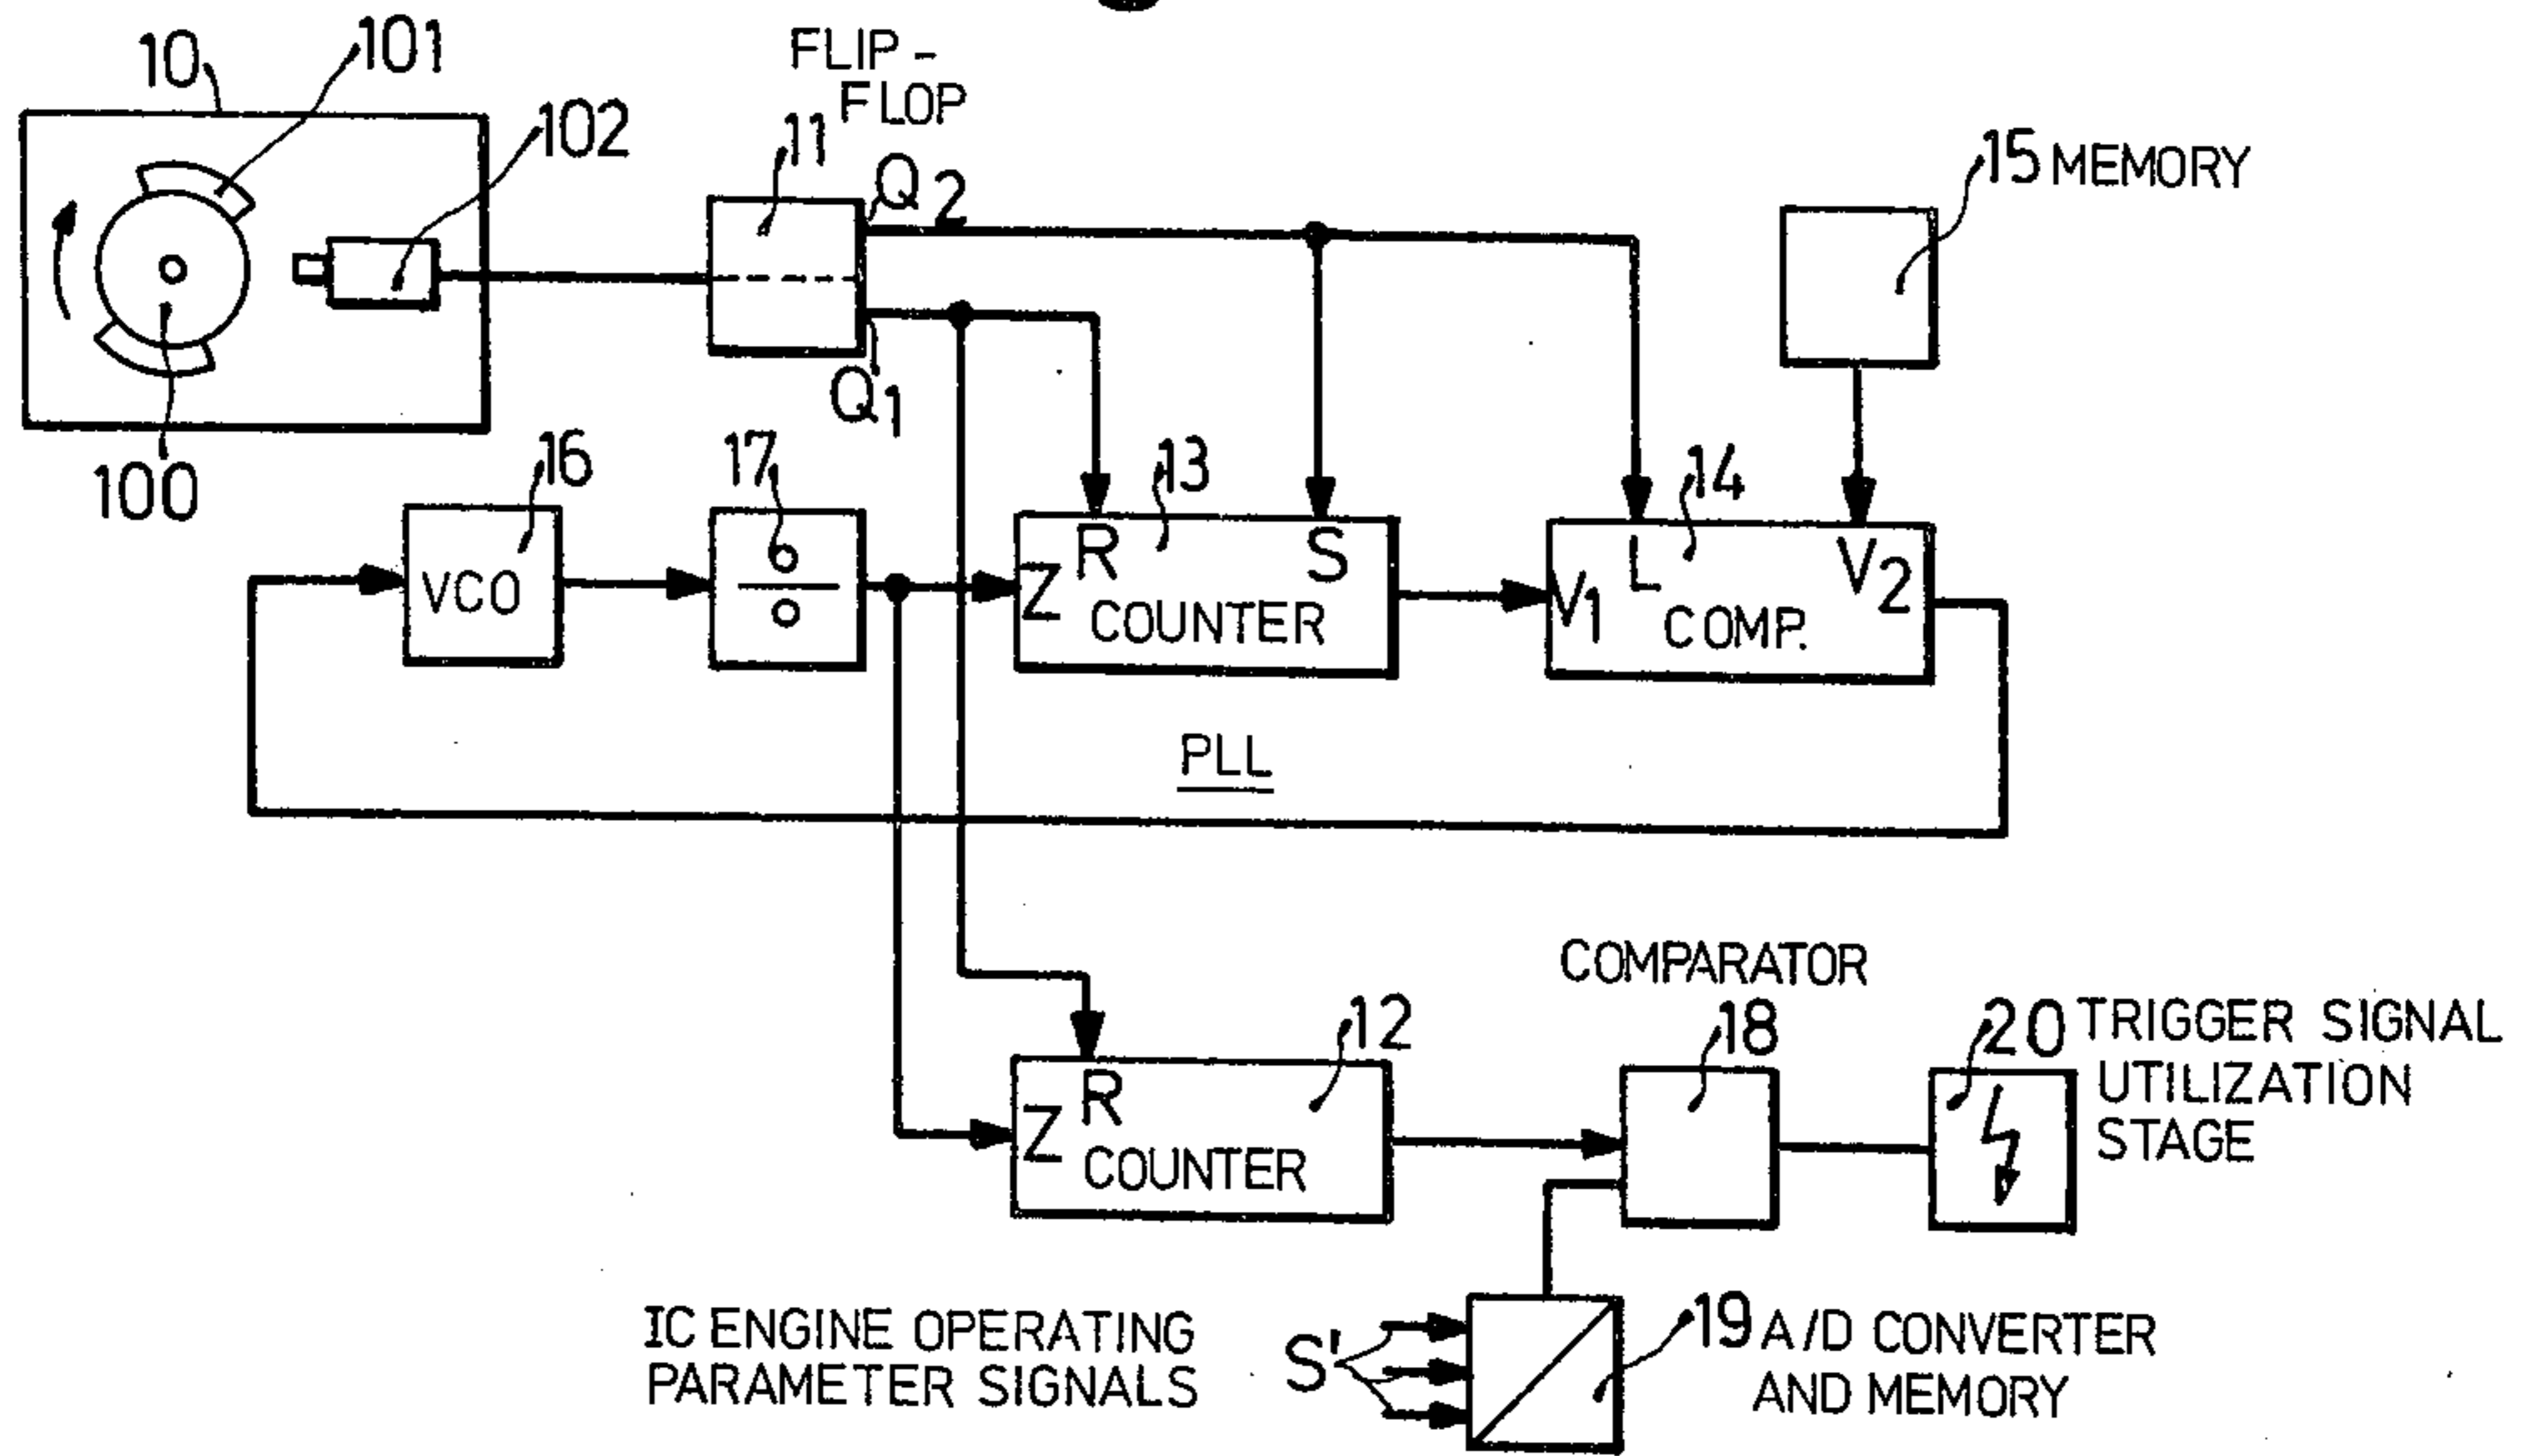 10
101
102
100
FLIP -
FLOP
11
Q2
Q1
15 MEMORY
16
VCO
17
13
Z R S
COUNTER
14
V1 L V2
COMP.
PLL
12
Z R
COUNTER
COMPARATOR
18
20 TRIGGER SIGNAL
UTILIZATION
STAGE
IC ENGINE OPERATING
PARAMETER SIGNALS
S'
19 A/D CONVERTER
AND MEMORY